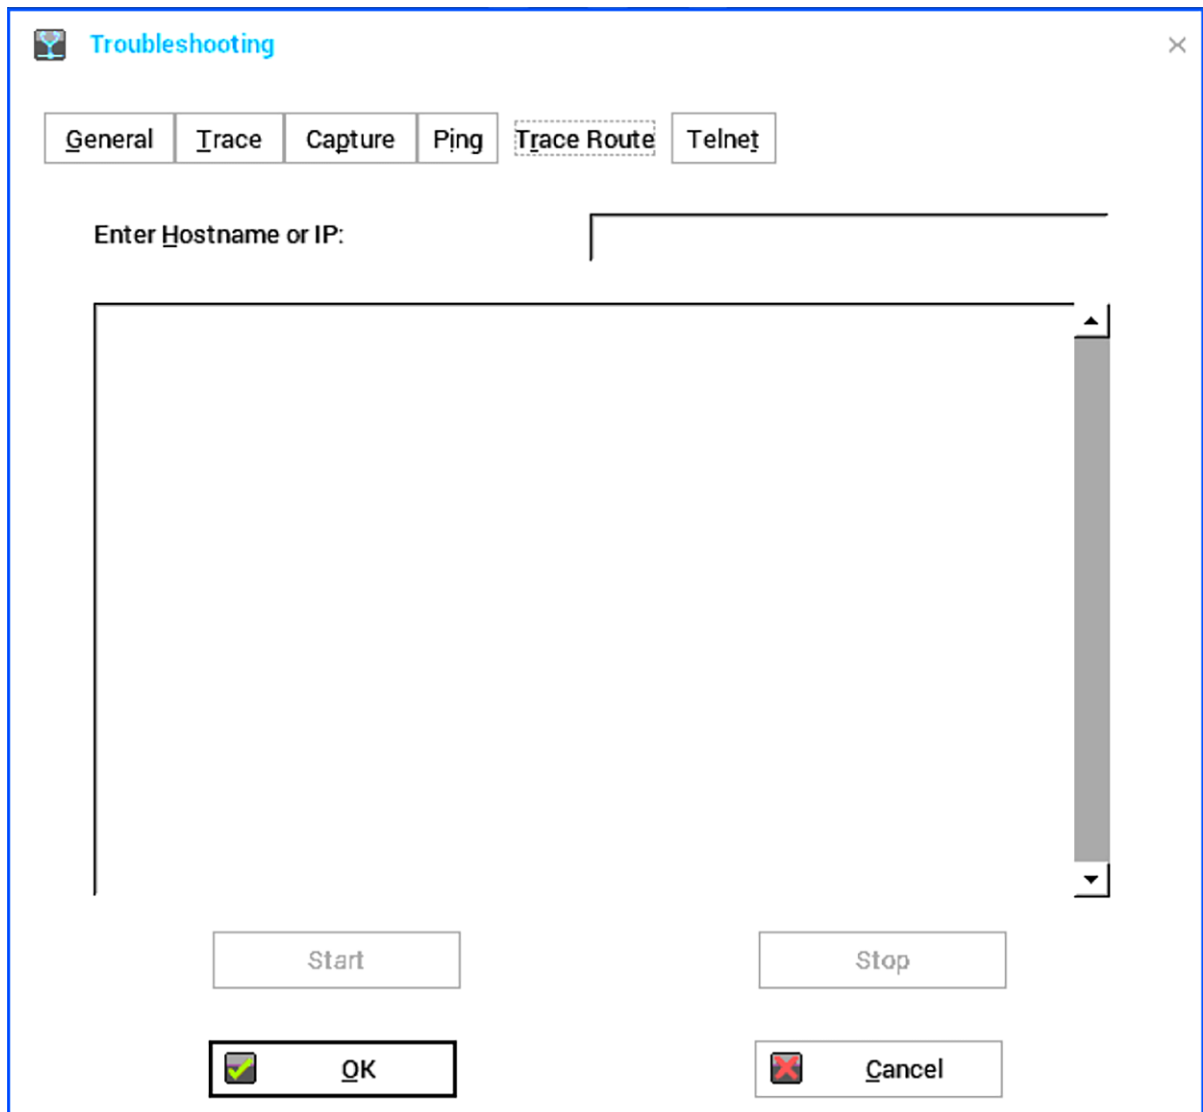 Troubleshooting
General Trace Capture Ping Trace Route Telnet
Enter Hostname or IP:
Start Stop
OK Cancel